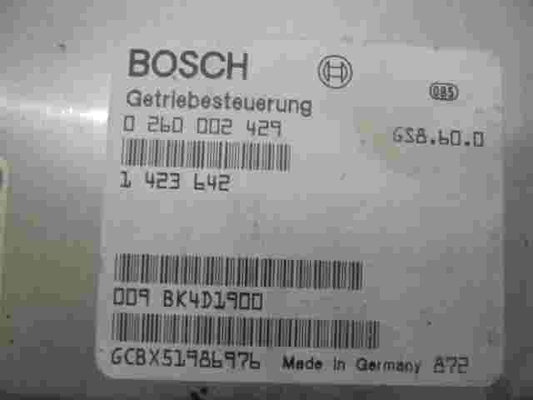 BOSCH
085
Getriebesteuerung
0 260 002 429
GS8.60.0
1 423 642
009 BK4D1900
GCBX51986976 Made in Germany 872